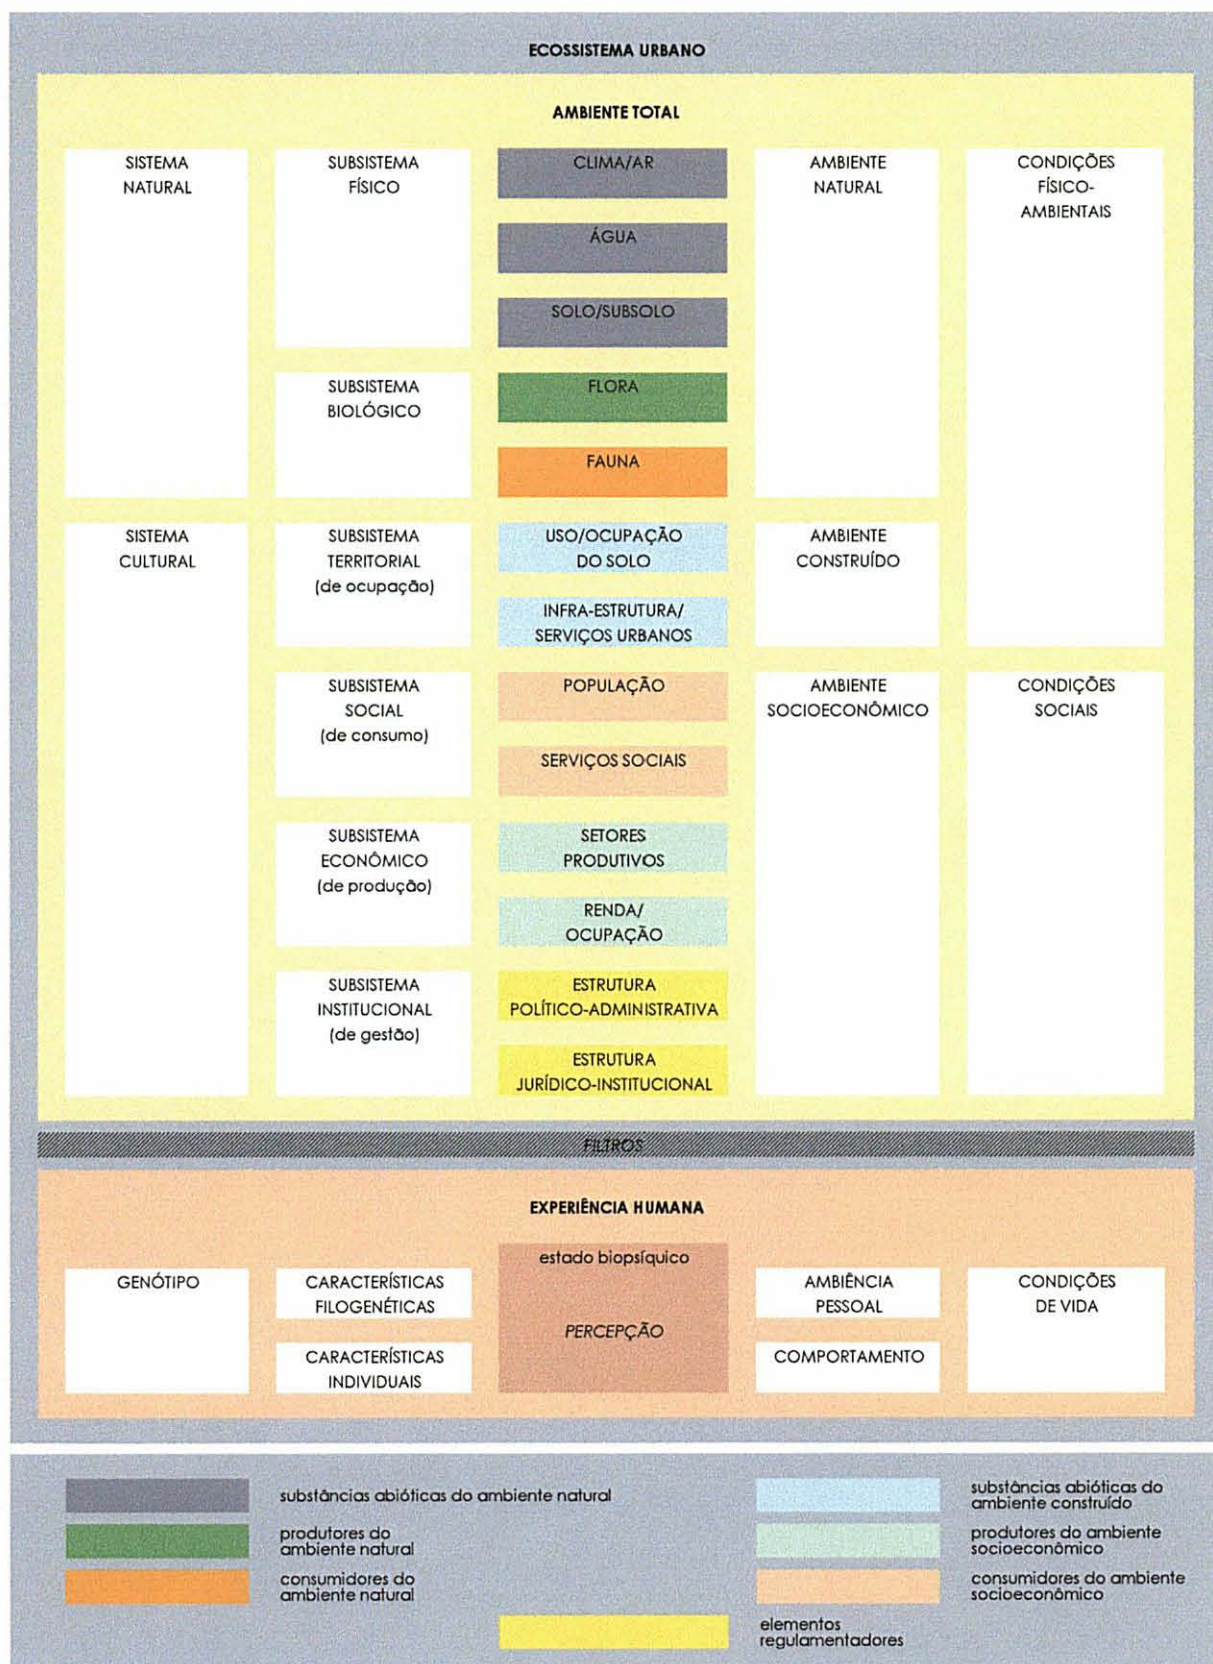 ECOSSISTEMA URBANO
AMBIENTE TOTAL
SISTEMA
NATURAL
SUBSISTEMA
FÍSICO
CLIMA/AR
AMBIENTE
NATURAL
CONDIÇÕES
FÍSICO-
AMBIENTAIS
ÁGUA
SOLO/SUBSOLO
SUBSISTEMA
BIOLÓGICO
FLORA
FAUNA
SISTEMA
CULTURAL
SUBSISTEMA
TERRITORIAL
(de ocupação)
USO/OCUPAÇÃO
DO SOLO
AMBIENTE
CONSTRUÍDO
INFRA-ESTRUTURA/
SERVIÇOS URBANOS
SUBSISTEMA
SOCIAL
(de consumo)
POPULAÇÃO
AMBIENTE
SOCIOECONÔMICO
CONDIÇÕES
SOCIAIS
SERVIÇOS SOCIAIS
SUBSISTEMA
ECONÔMICO
(de produção)
SETORES
PRODUTIVOS
RENDA/
OCUPAÇÃO
SUBSISTEMA
INSTITUCIONAL
(de gestão)
ESTRUTURA
POLÍTICO-ADMINISTRATIVA
ESTRUTURA
JURÍDICO-INSTITUCIONAL
FILTROS
EXPERIÊNCIA HUMANA
estado biopsíquico
GENÓTIPO
CARACTERÍSTICAS
FILOGENÉTICAS
PERCEPÇÃO
AMBIÊNCIA
PESSOAL
CONDIÇÕES
DE VIDA
CARACTERÍSTICAS
INDIVIDUAIS
COMPORTAMENTO
substâncias abióticas do ambiente natural
substâncias abióticas do
ambiente construído
produtores do
ambiente natural
produtores do ambiente
socioeconômico
consumidores do
ambiente natural
consumidores do ambiente
socioeconômico
elementos
regulamentadores